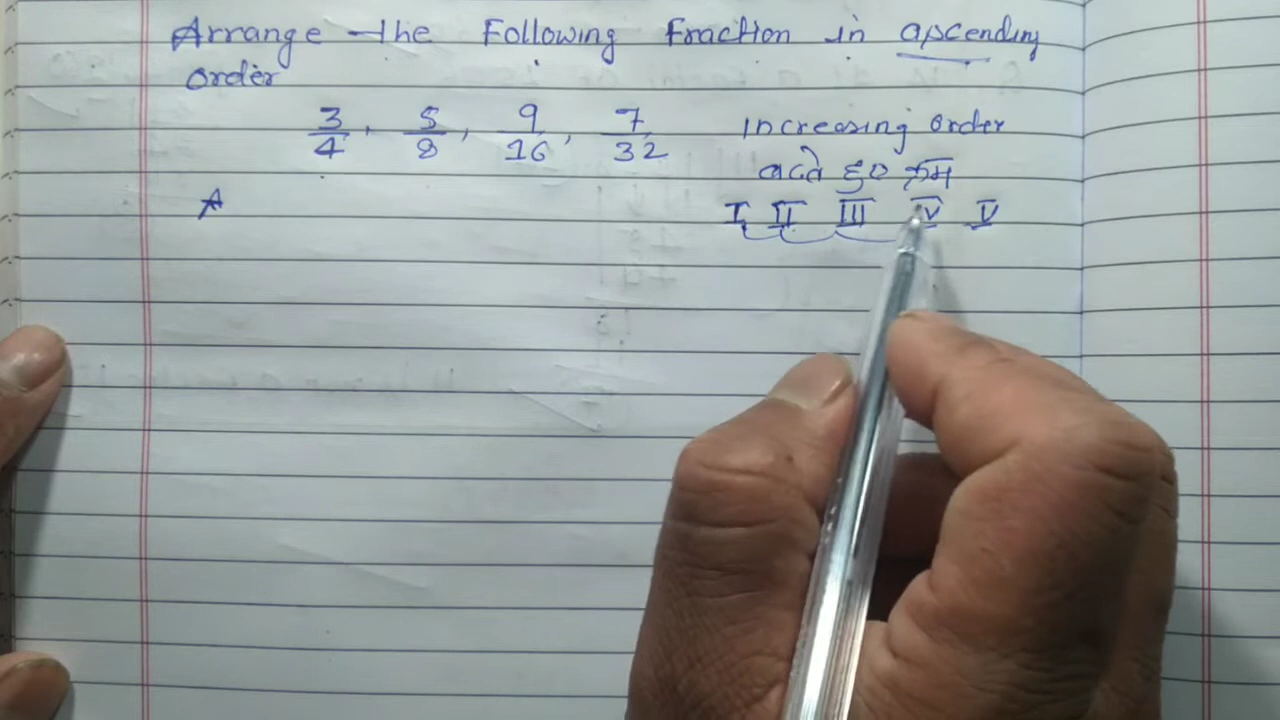 Arrange the Following Fraction in ascending
order
3/4, 5/8, 9/16, 7/32
Increasing order
बढ़ते हुए क्रम
I II III IV V
A